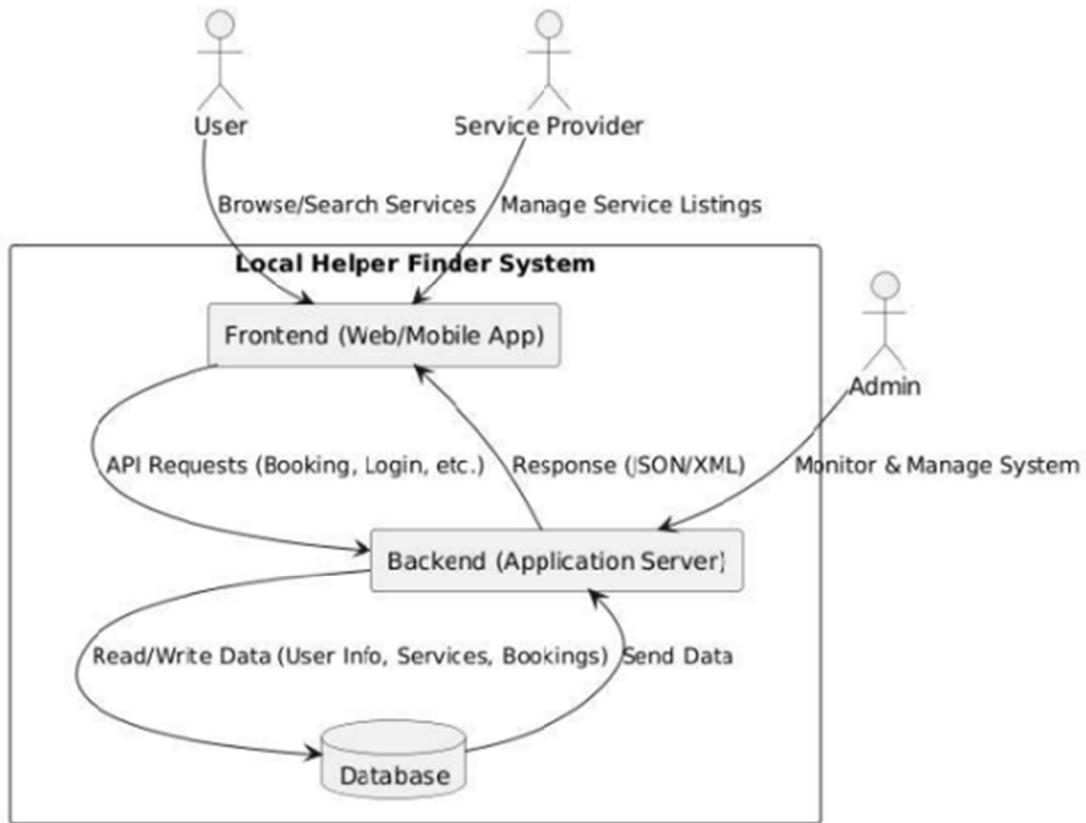 User
Service Provider
Browse/Search Services
Manage Service Listings
Local Helper Finder System
Frontend (Web/Mobile App)
Admin
API Requests (Booking, Login, etc.)
Response (JSON/XML)
Monitor & Manage System
Backend (Application Server)
Read/Write Data (User Info, Services, Bookings)
Send Data
Database